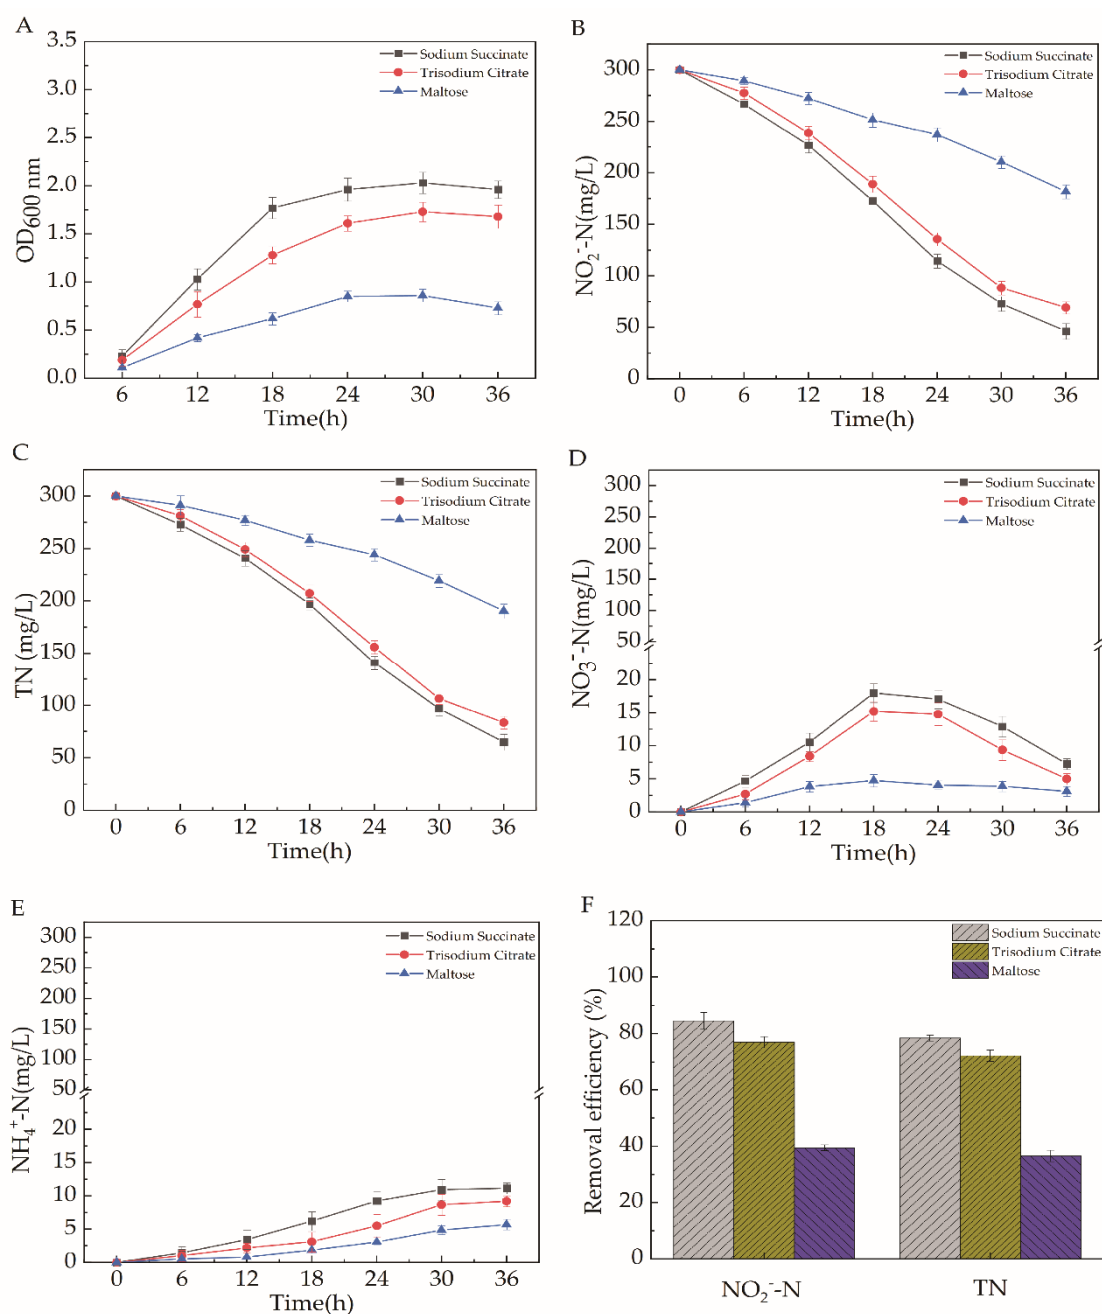 A
3.5
3.0
2.5
2.0
1.5
1.0
0.5
0.0
OD600 nm
Sodium Succinate
Trisodium Citrate
Maltose
6 12 18 24 30 36
Time(h)
B
300
250
200
150
100
50
0
NO2⁻-N(mg/L)
Sodium Succinate
Trisodium Citrate
Maltose
0 6 12 18 24 30 36
Time(h)
C
300
250
200
150
100
50
0
TN (mg/L)
Sodium Succinate
Trisodium Citrate
Maltose
0 6 12 18 24 30 36
Time(h)
D
300
250
200
150
100
50
20
15
10
5
0
NO3⁻-N(mg/L)
Sodium Succinate
Trisodium Citrate
Maltose
0 6 12 18 24 30 36
Time(h)
E
300
250
200
150
100
50
20
15
10
5
0
NH4⁺-N(mg/L)
Sodium Succinate
Trisodium Citrate
Maltose
0 6 12 18 24 30 36
Time(h)
F
120
100
80
60
40
20
0
Removal efficiency (%)
Sodium Succinate
Trisodium Citrate
Maltose
NO2⁻-N TN